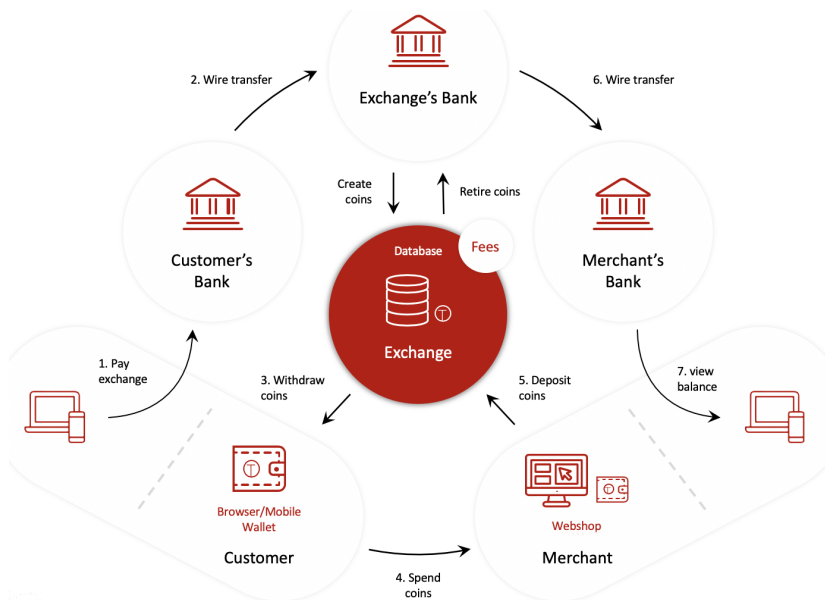 2. Wire transfer
Exchange's Bank
6. Wire transfer
Create
coins
Retire coins
Customer's
Bank
Database
Fees
Merchant's
Bank
Exchange
T
1. Pay
exchange
3. Withdraw
coins
5. Deposit
coins
7. view
balance
T
Browser/Mobile
Wallet
Customer
T
Webshop
Merchant
4. Spend
coins